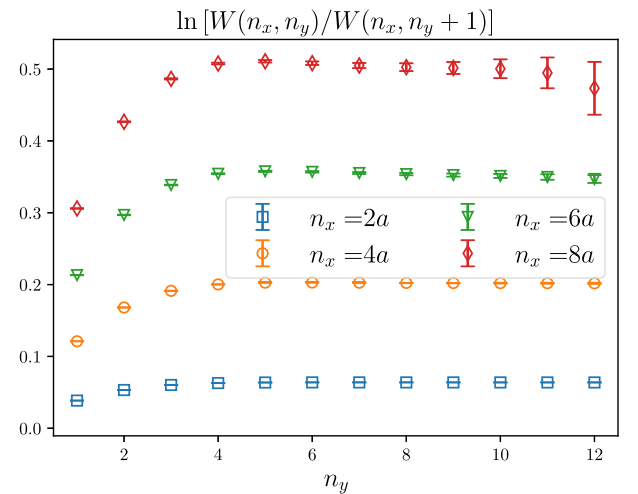 ln [W(n_x, n_y)/W(n_x, n_y + 1)]
0.5
0.4
0.3
0.2
0.1
0.0
n_x =2a
n_x =4a
n_x =6a
n_x =8a
2 4 6 8 10 12
n_y